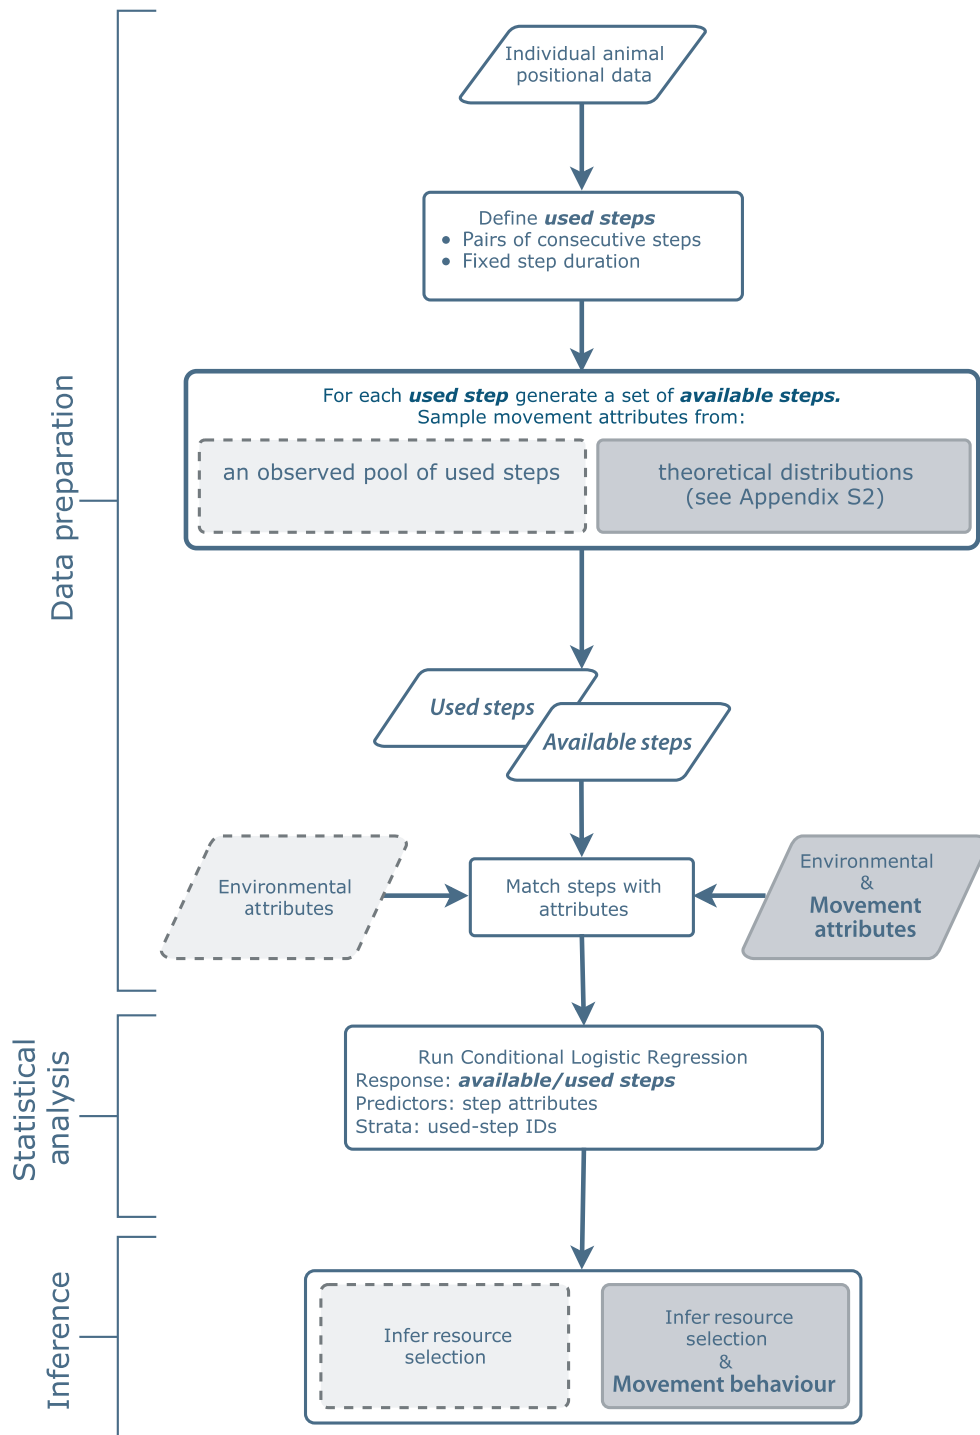 Individual animal
positional data
Define used steps
• Pairs of consecutive steps
• Fixed step duration
For each used step generate a set of available steps.
Sample movement attributes from:
an observed pool of used steps
theoretical distributions
(see Appendix S2)
Data preparation
Used steps
Available steps
Environmental
attributes
Match steps with
attributes
Environmental
&
Movement
attributes
Statistical
analysis
Run Conditional Logistic Regression
Response: available/used steps
Predictors: step attributes
Strata: used-step IDs
Inference
Infer resource
selection
Infer resource
selection
&
Movement behaviour